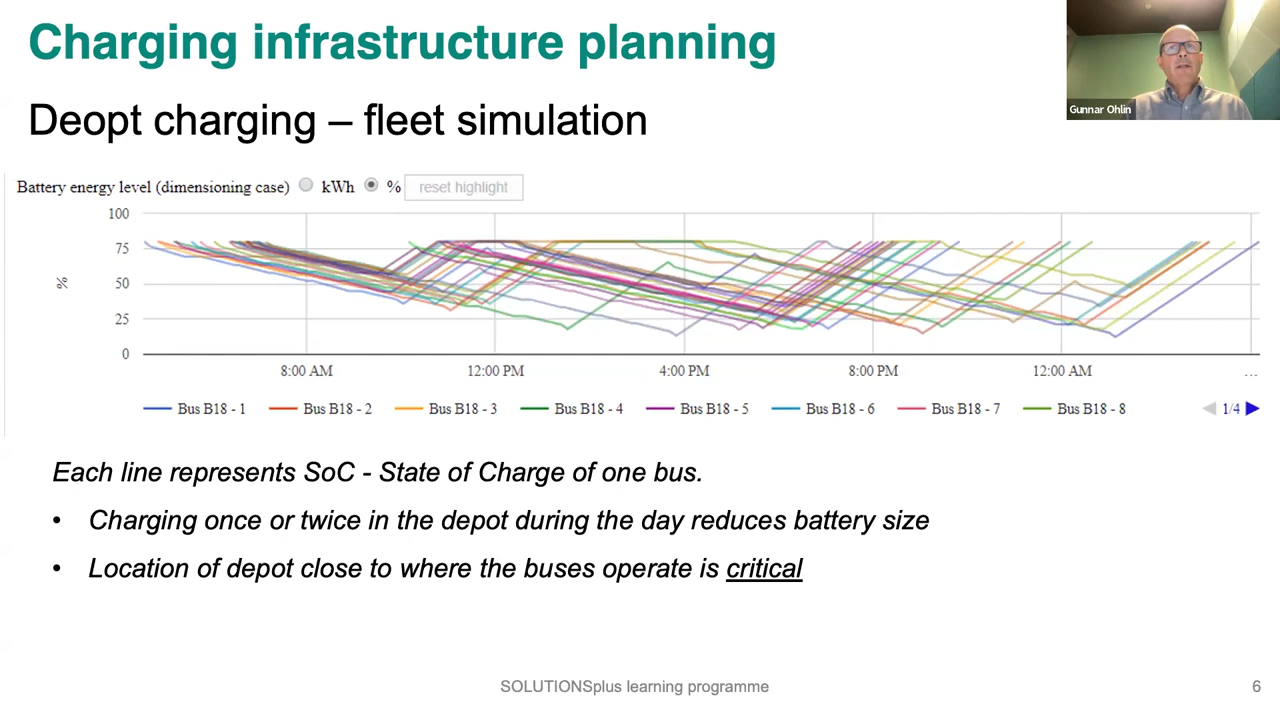 Charging infrastructure planning
Gunnar Ohlin
Deopt charging – fleet simulation
Battery energy level (dimensioning case) kWh % reset highlight
100
75
50
25
0
%
8:00 AM 12:00 PM 4:00 PM 8:00 PM 12:00 AM ...
Bus B18 - 1 Bus B18 - 2 Bus B18 - 3 Bus B18 - 4 Bus B18 - 5 Bus B18 - 6 Bus B18 - 7 Bus B18 - 8 1/4
Each line represents SoC - State of Charge of one bus.
• Charging once or twice in the depot during the day reduces battery size
• Location of depot close to where the buses operate is critical
SOLUTIONSplus learning programme 6